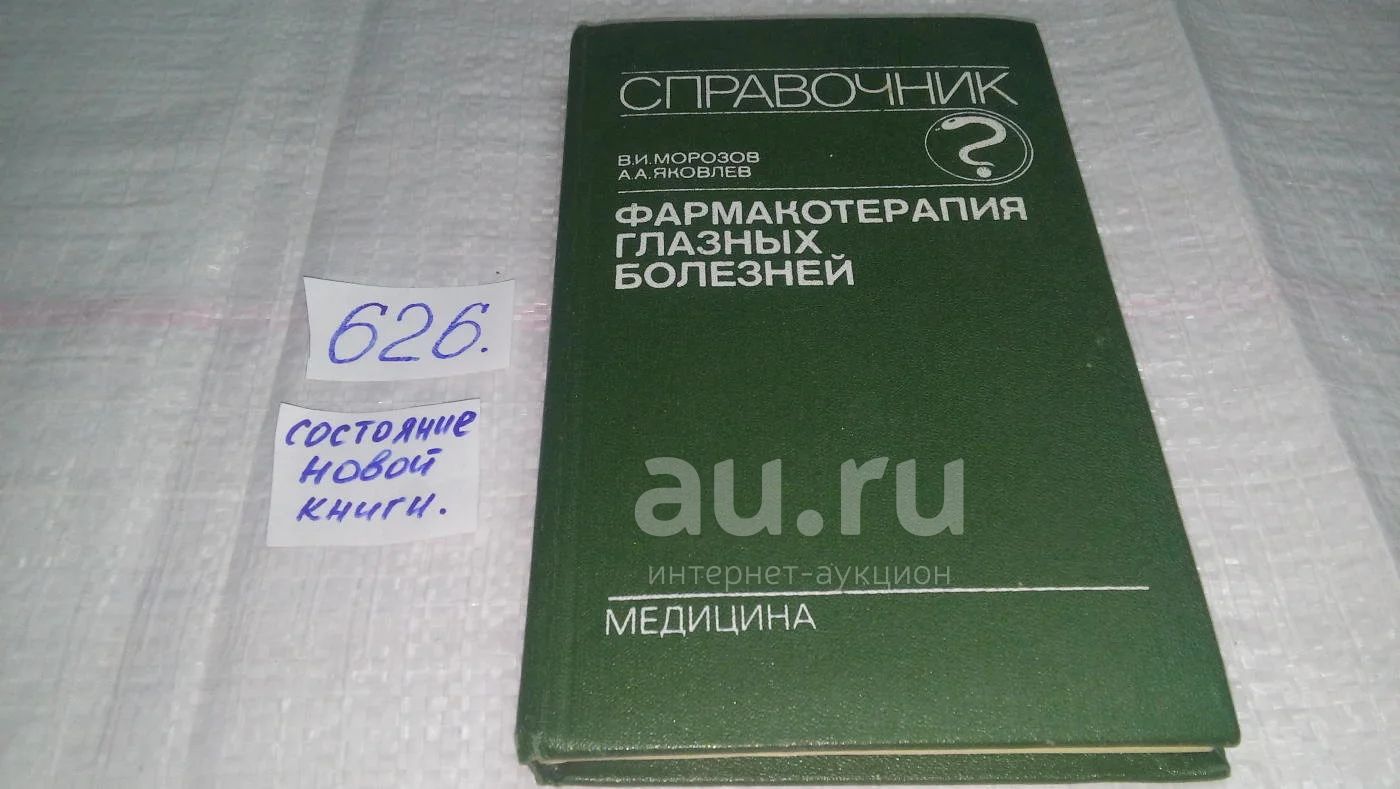 СПРАВОЧНИК
В.И.МОРОЗОВ
А.А.ЯКОВЛЕВ
ФАРМАКОТЕРАПИЯ
ГЛАЗНЫХ
БОЛЕЗНЕЙ
626.
состояние
новой
книги.
au.ru
интернет-аукцион
МЕДИЦИНА